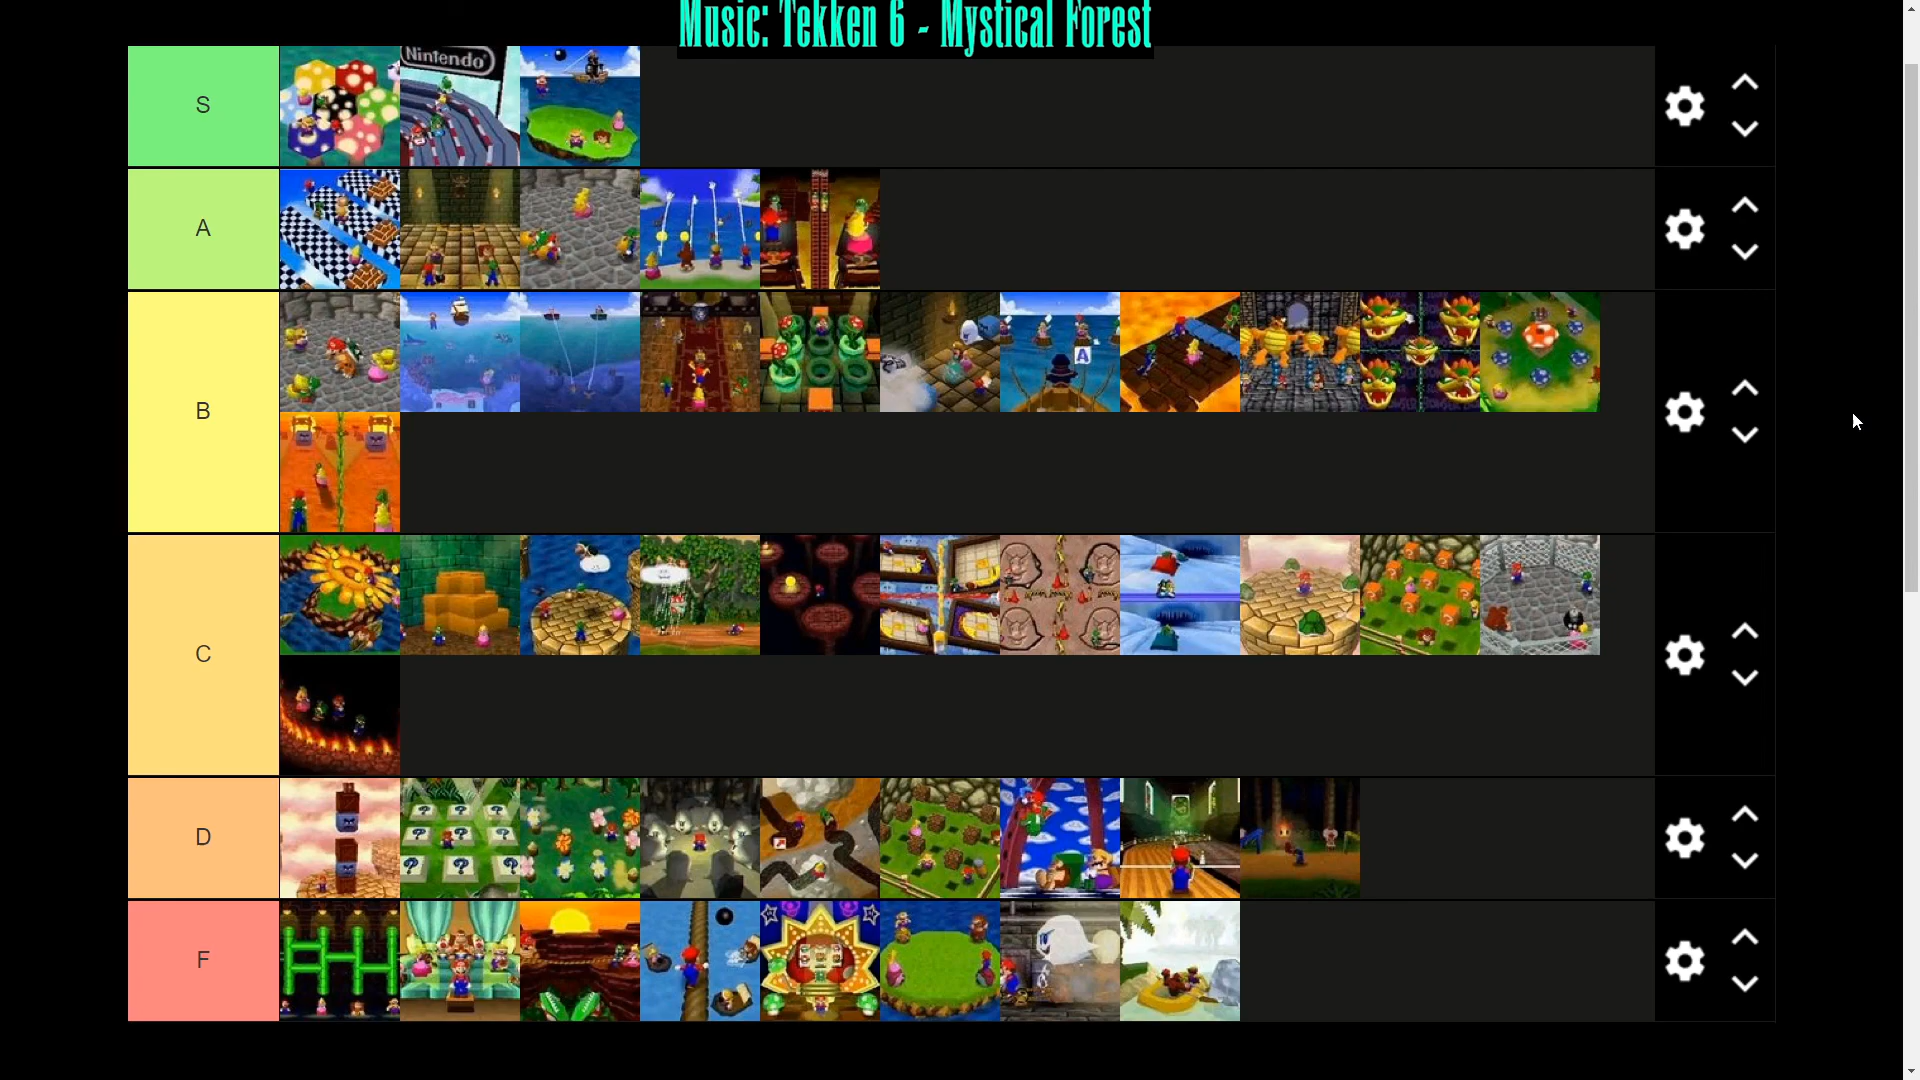 Music: Tekken 6 - Mystical Forest
Nintendo
S
A
B
A
C
D
? ? ?
? ? ?
? ? ?
F